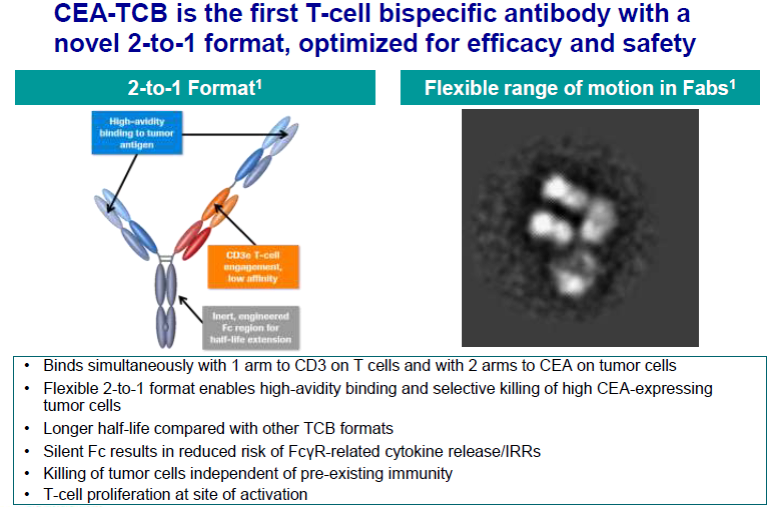 CEA-TCB is the first T-cell bispecific antibody with a
novel 2-to-1 format, optimized for efficacy and safety
2-to-1 Format¹
Flexible range of motion in Fabs¹
High-avidity
binding to tumor
antigen
CD3e T-cell
engagement,
low affinity
Inert, engineered
Fc region for
half-life extension
• Binds simultaneously with 1 arm to CD3 on T cells and with 2 arms to CEA on tumor cells
• Flexible 2-to-1 format enables high-avidity binding and selective killing of high CEA-expressing
tumor cells
• Longer half-life compared with other TCB formats
• Silent Fc results in reduced risk of FcγR-related cytokine release/IRRs
• Killing of tumor cells independent of pre-existing immunity
• T-cell proliferation at site of activation